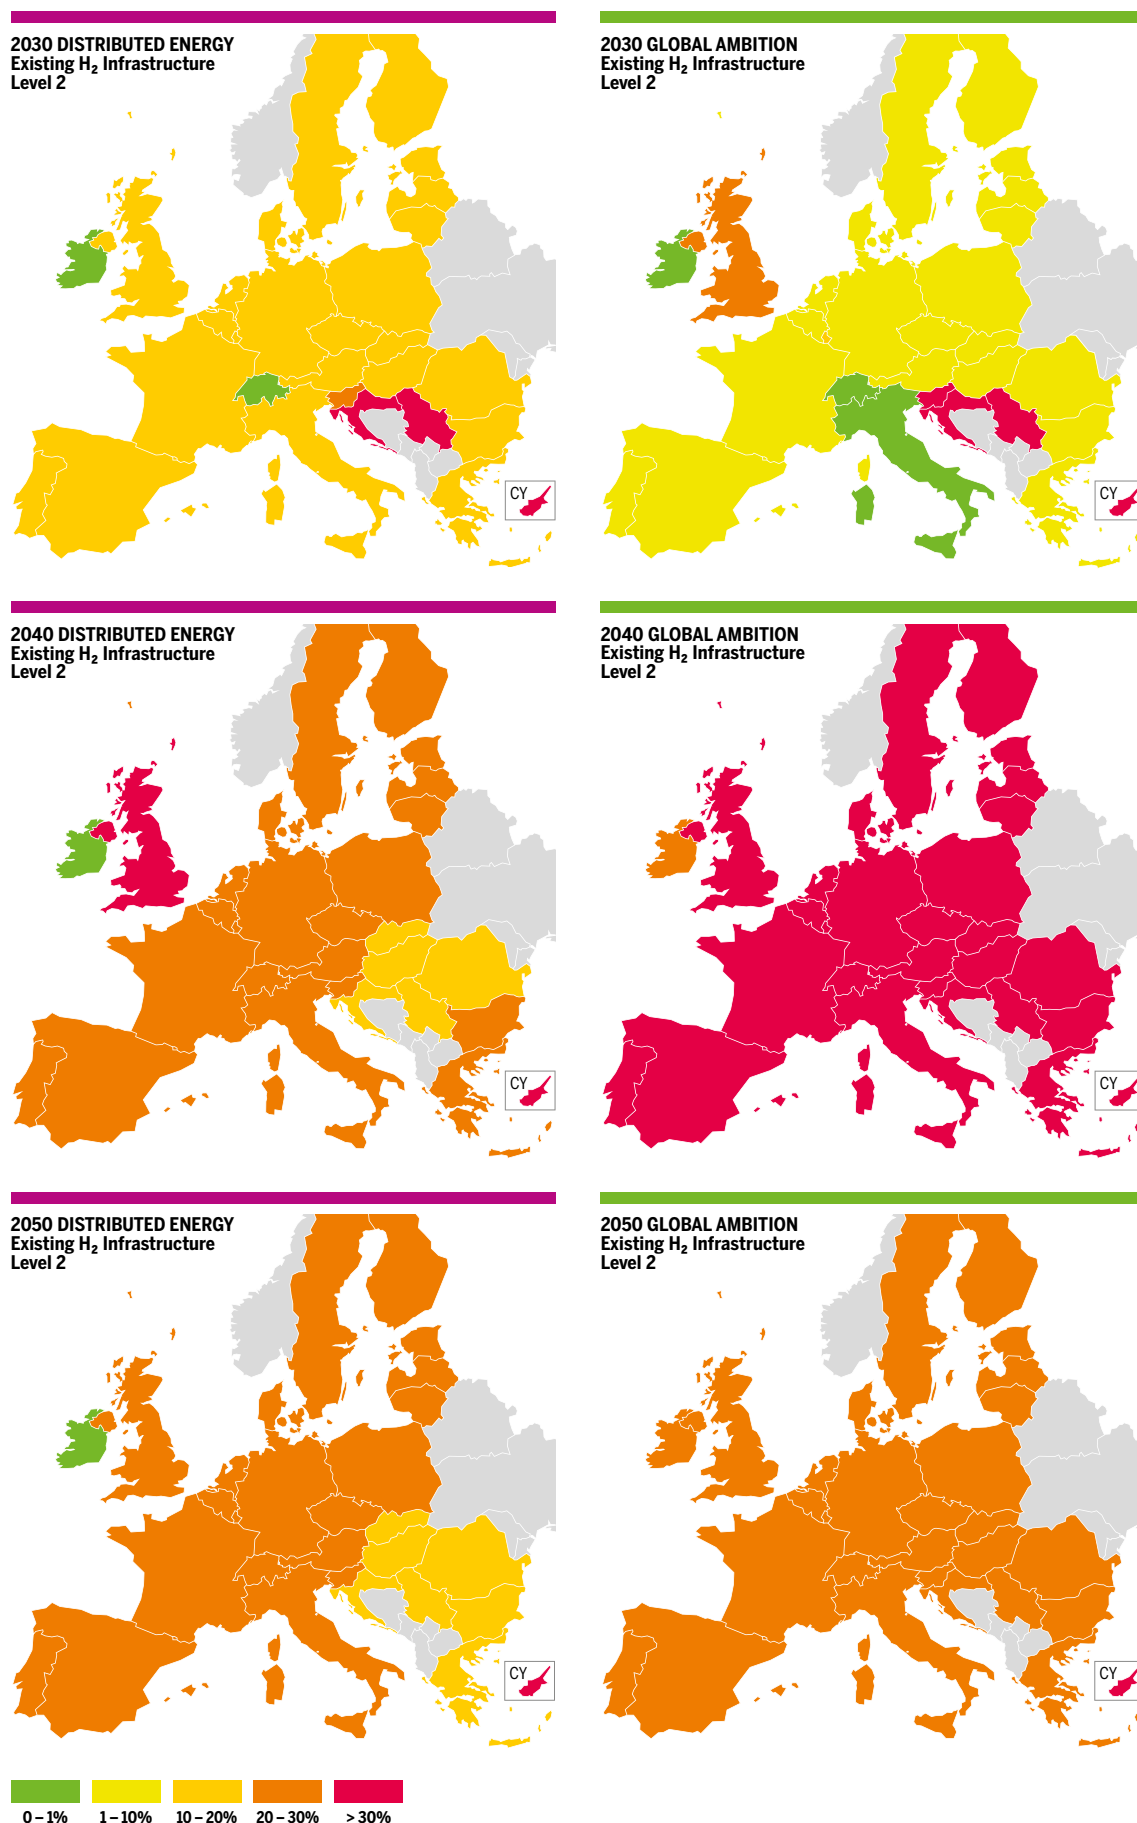 2030 DISTRIBUTED ENERGY
Existing H₂ Infrastructure
Level 2
CY
2030 GLOBAL AMBITION
Existing H₂ Infrastructure
Level 2
CY
2040 DISTRIBUTED ENERGY
Existing H₂ Infrastructure
Level 2
CY
2040 GLOBAL AMBITION
Existing H₂ Infrastructure
Level 2
CY
2050 DISTRIBUTED ENERGY
Existing H₂ Infrastructure
Level 2
CY
2050 GLOBAL AMBITION
Existing H₂ Infrastructure
Level 2
CY
0 – 1% 1 – 10% 10 – 20% 20 – 30% > 30%